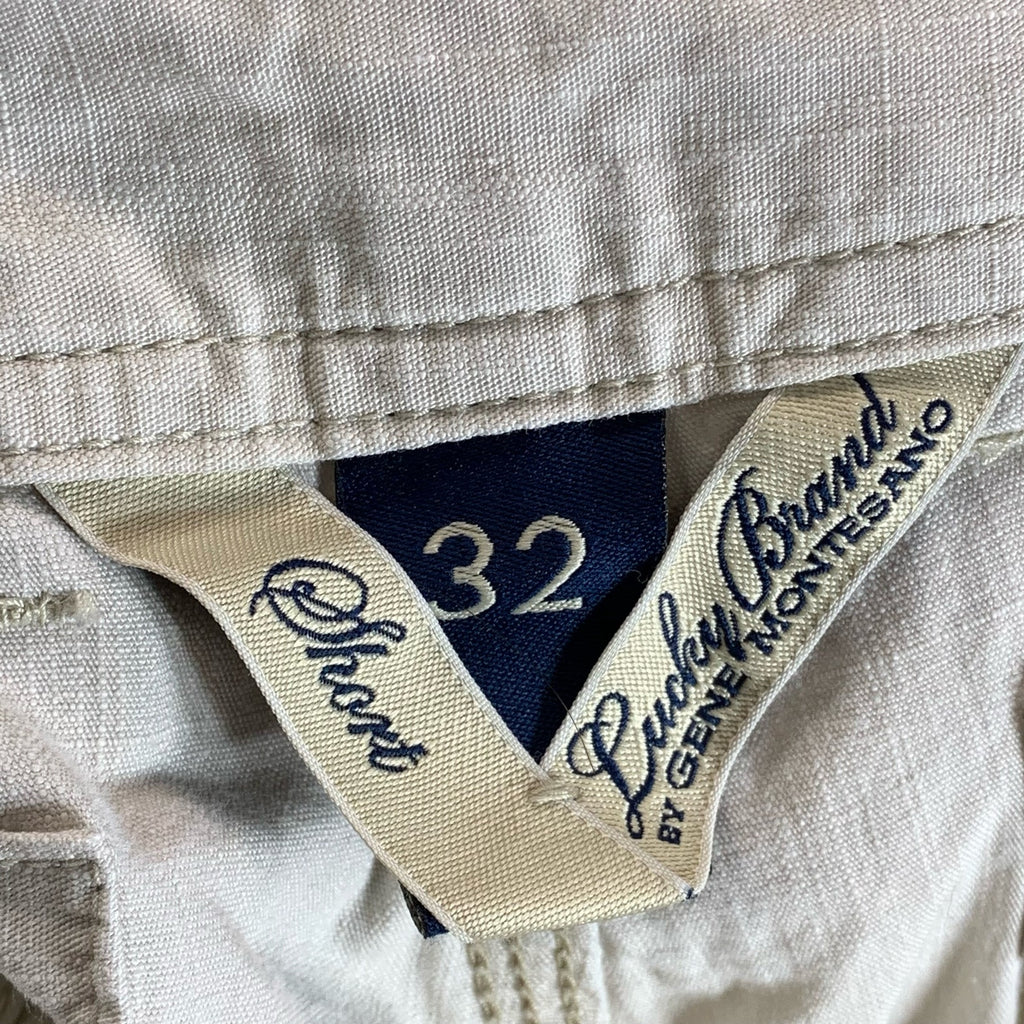 32
Short
Lucky Brand
BY GENE MONTESANO